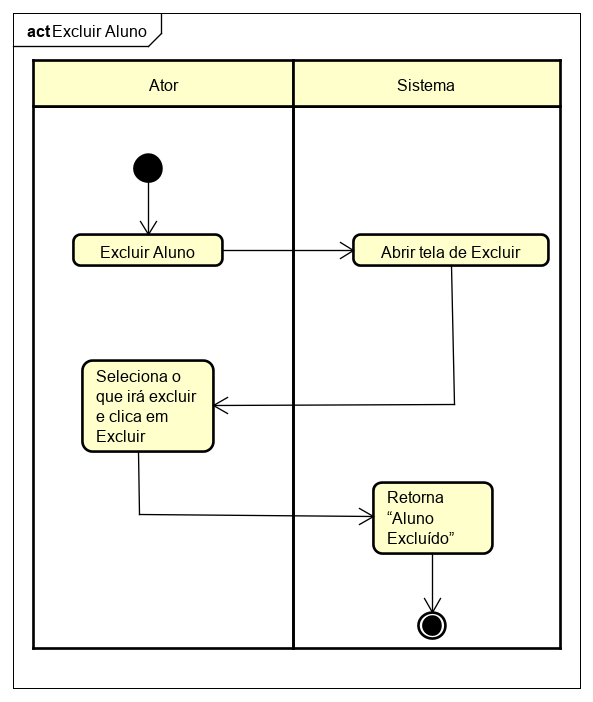 act Excluir Aluno
Ator
Sistema
Excluir Aluno
Abrir tela de Excluir
Seleciona o
que irá excluir
e clica em
Excluir
Retorna
“Aluno
Excluído”